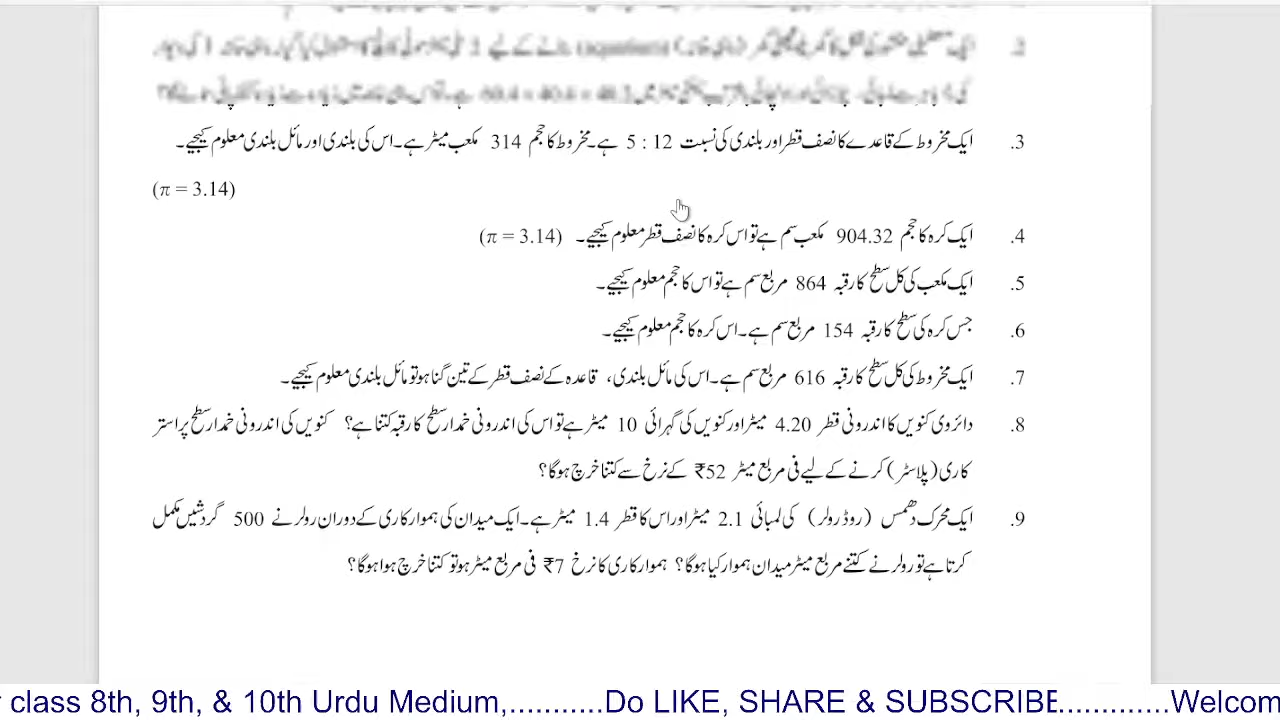 .2
.3 ایک مخروط کے قاعدے کا نصف قطر اور بلندی کی نسبت 12 : 5 ہے۔ مخروط کا حجم 314 مکعب میٹر ہے۔ اس کی بلندی اور مائل بلندی معلوم کیجیے۔
(π = 3.14)
.4 ایک کرہ کا حجم 904.32 مکعب سم ہے تو اس کرہ کا نصف قطر معلوم کیجیے۔ (π = 3.14)
.5 ایک مکعب کی کل سطح کا رقبہ 864 مربع سم ہے تو اس کا حجم معلوم کیجیے۔
.6 جس کرہ کی سطح کا رقبہ 154 مربع سم ہے۔ اس کرہ کا حجم معلوم کیجیے۔
.7 ایک مخروط کی کل سطح کا رقبہ 616 مربع سم ہے۔ اس کی مائل بلندی، قاعدہ کے نصف قطر کے تین گنا ہو تو مائل بلندی معلوم کیجیے۔
.8 دائروی کنویں کا اندرونی قطر 4.20 میٹر اور کنویں کی گہرائی 10 میٹر ہے تو اس کی اندرونی خمدار سطح کا رقبہ کتنا ہے؟ کنویں کی اندرونی خمدار سطح پر استر
کاری (پلاسٹر) کرنے کے لیے فی مربع میٹر ₹52 کے نرخ سے کتنا خرچ ہوگا؟
.9 ایک محرک دھمس (روڈ رولر) کی لمبائی 2.1 میٹر اور اس کا قطر 1.4 میٹر ہے۔ ایک میدان کی ہموار کاری کے دوران رولر نے 500 گردشیں مکمل
کرتا ہے تو رولر نے کتنے مربع میٹر میدان ہموار کیا ہوگا؟ ہموار کاری کا نرخ ₹7 فی مربع میٹر ہو تو کتنا خرچ ہوا ہوگا؟
r class 8th, 9th, & 10th Urdu Medium,...........Do LIKE, SHARE & SUBSCRIBE.............Welcom